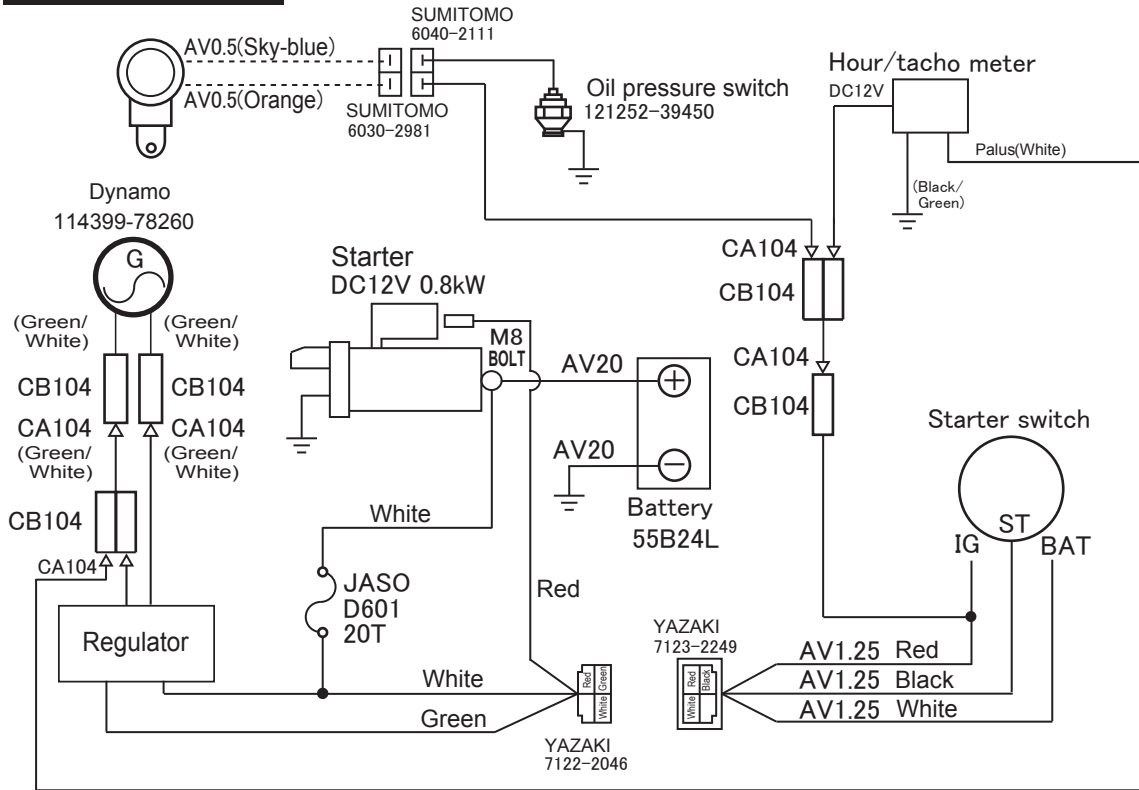 SUMITOMO
6040-2111
AV0.5(Sky-blue)
AV0.5(Orange)
SUMITOMO
6030-2981
Oil pressure switch
121252-39450
Hour/tacho meter
DC12V
Palus(White)
(Black/
Green)
Dynamo
114399-78260
G
(Green/
White)
(Green/
White)
CB104
CB104
CA104
CA104
(Green/
White)
(Green/
White)
CB104
CA104
Regulator
Starter
DC12V 0.8kW
M8
BOLT
AV20
AV20
Battery
55B24L
White
JASO
D601
20T
Red
White
Green
Red
Green
White
YAZAKI
7122-2046
CA104
CB104
CA104
CB104
Starter switch
ST
IG
BAT
YAZAKI
7123-2249
Red
Black
White
AV1.25 Red
AV1.25 Black
AV1.25 White